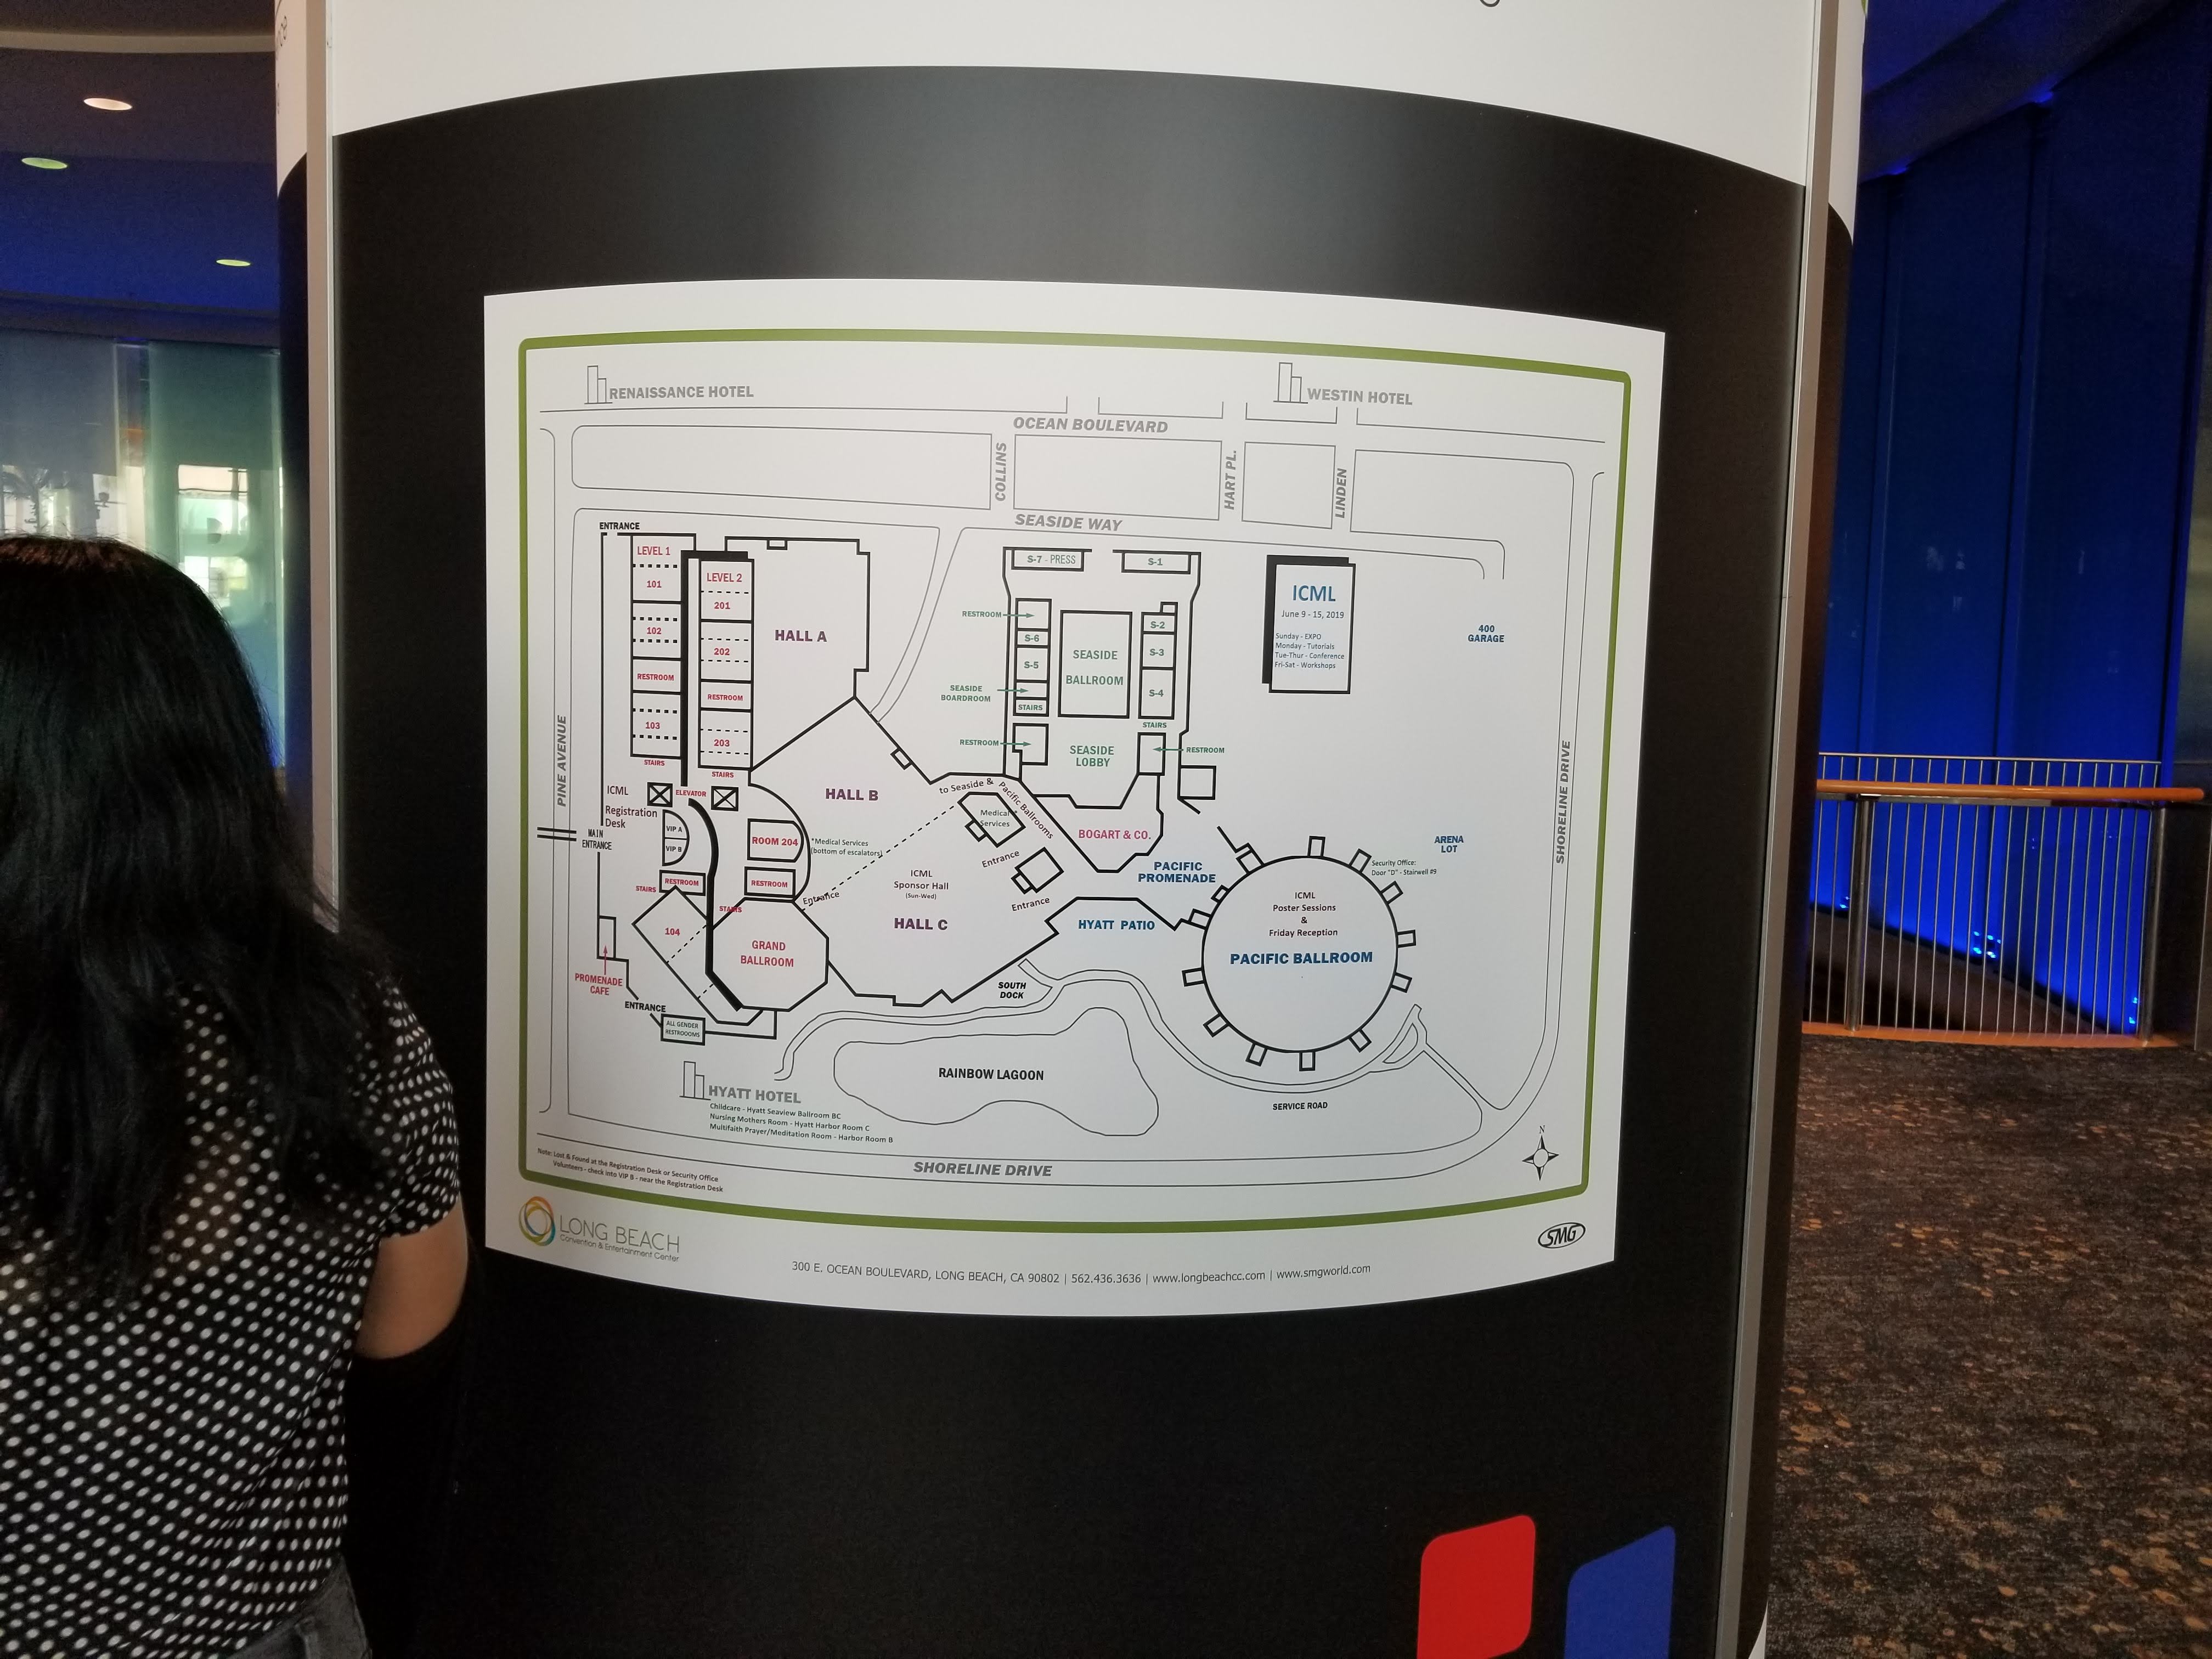 RENAISSANCE HOTEL
WESTIN HOTEL
OCEAN BOULEVARD
COLLINS
HART PL.
LINDEN
SEASIDE WAY
ENTRANCE
LEVEL 1
101
102
RESTROOM
103
STAIRS
LEVEL 2
201
202
RESTROOM
203
STAIRS
HALL A
S-7 - PRESS
S-1
RESTROOM
S-6
S-5
SEASIDE
BOARDROOM
STAIRS
SEASIDE
BALLROOM
S-2
S-3
S-4
STAIRS
RESTROOM
SEASIDE
LOBBY
RESTROOM
ICML
June 9 - 15, 2019
Sunday - EXPO
Monday - Tutorials
Tue-Thur - Conference
Fri-Sat - Workshops
400
GARAGE
PINE AVENUE
SHORELINE DRIVE
ICML
Registration
Desk
ELEVATOR
MAIN
ENTRANCE
VIP A
VIP B
HALL B
to Seaside & Pacific Ballrooms
Medical
Services
ROOM 204
*Medical Services
(bottom of escalators)
BOGART & CO.
Entrance
PACIFIC
PROMENADE
ARENA
LOT
Security Office:
Door "D" - Stairwell #9
RESTROOM
STAIRS
RESTROOM
Entrance
STAIRS
ICML
Sponsor Hall
(Sun-Wed)
HALL C
Entrance
HYATT PATIO
ICML
Poster Sessions
&
Friday Reception
PACIFIC BALLROOM
104
GRAND
BALLROOM
PROMENADE
CAFE
ENTRANCE
ALL GENDER
RESTROOOMS
SOUTH
DOCK
RAINBOW LAGOON
SERVICE ROAD
HYATT HOTEL
Childcare - Hyatt Seaview Ballroom BC
Nursing Mothers Room - Hyatt Harbor Room C
Multifaith Prayer/Meditation Room - Harbor Room B
N
Note: Lost & Found at the Registration Desk or Security Office
Volunteers - check into VIP B - near the Registration Desk
SHORELINE DRIVE
LONG BEACH
Convention & Entertainment Center
SMG
300 E. OCEAN BOULEVARD, LONG BEACH, CA 90802 | 562.436.3636 | www.longbeachcc.com | www.smgworld.com